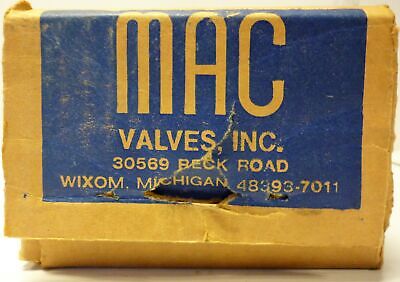 MAC
VALVES, INC.
30569 BECK ROAD
WIXOM, MICHIGAN 48393-7011